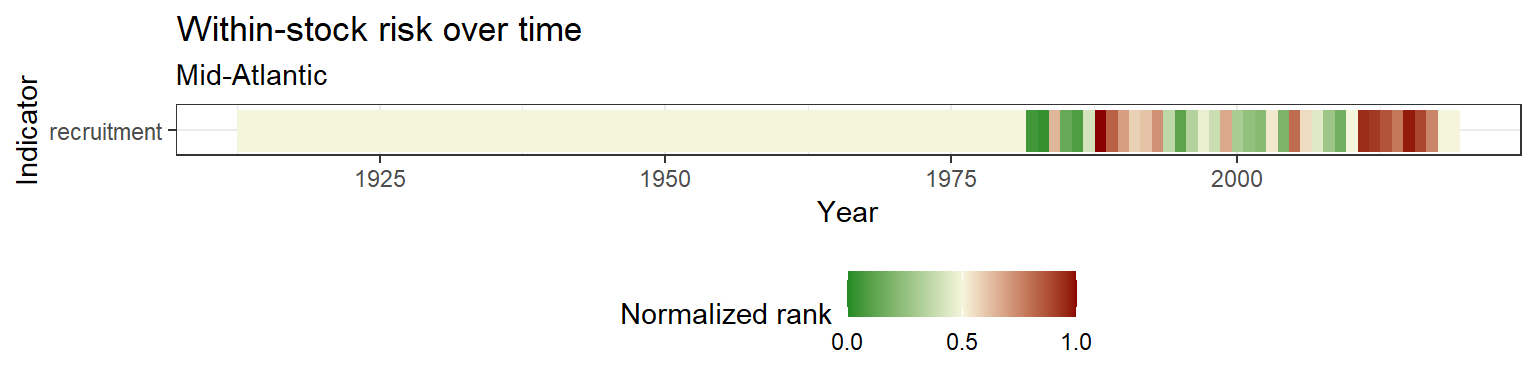 Within-stock risk over time
Mid-Atlantic
Indicator
recruitment
1925 1950 1975 2000
Year
Normalized rank
0.0 0.5 1.0